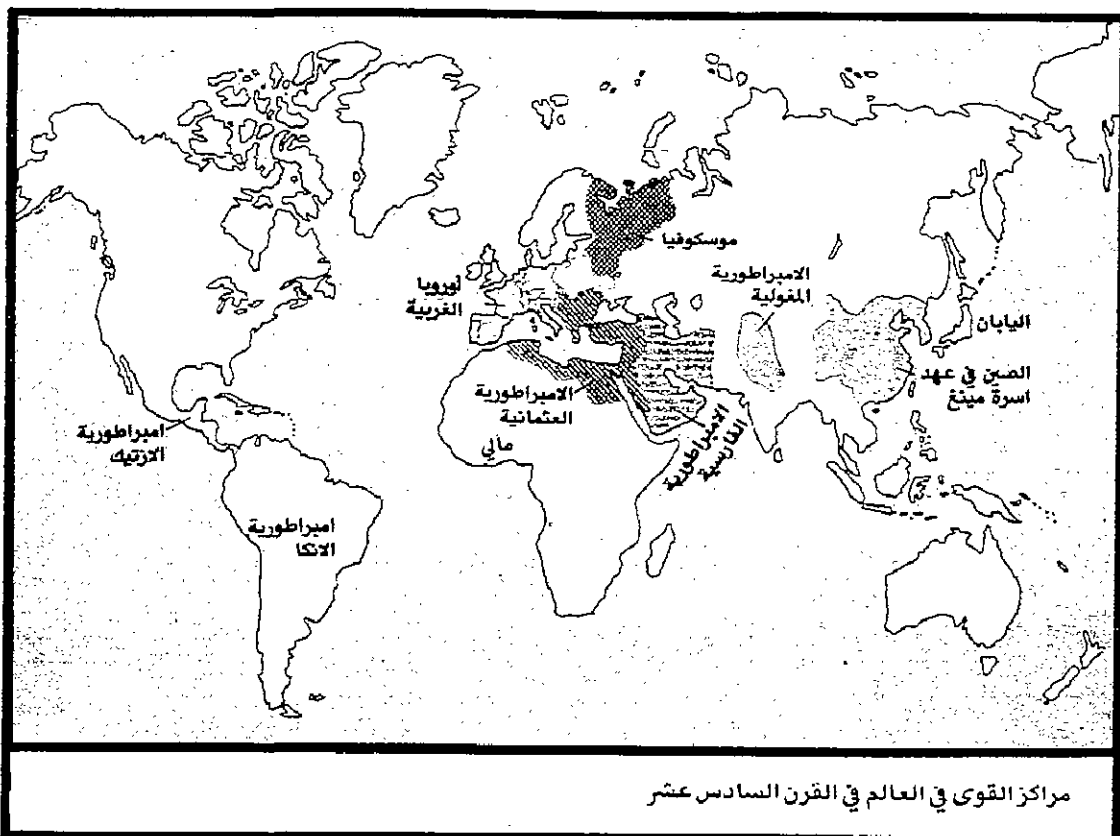 موسكوفيا
الامبراطورية
المغولية
أوروبا
الغربية
اليابان
الصين في عهد
اسرة مينغ
الامبراطورية
العثمانية
الامبراطورية
الفارسية
مالي
امبراطورية
الازتيك
امبراطورية
الانكا
مراكز القوى في العالم في القرن السادس عشر